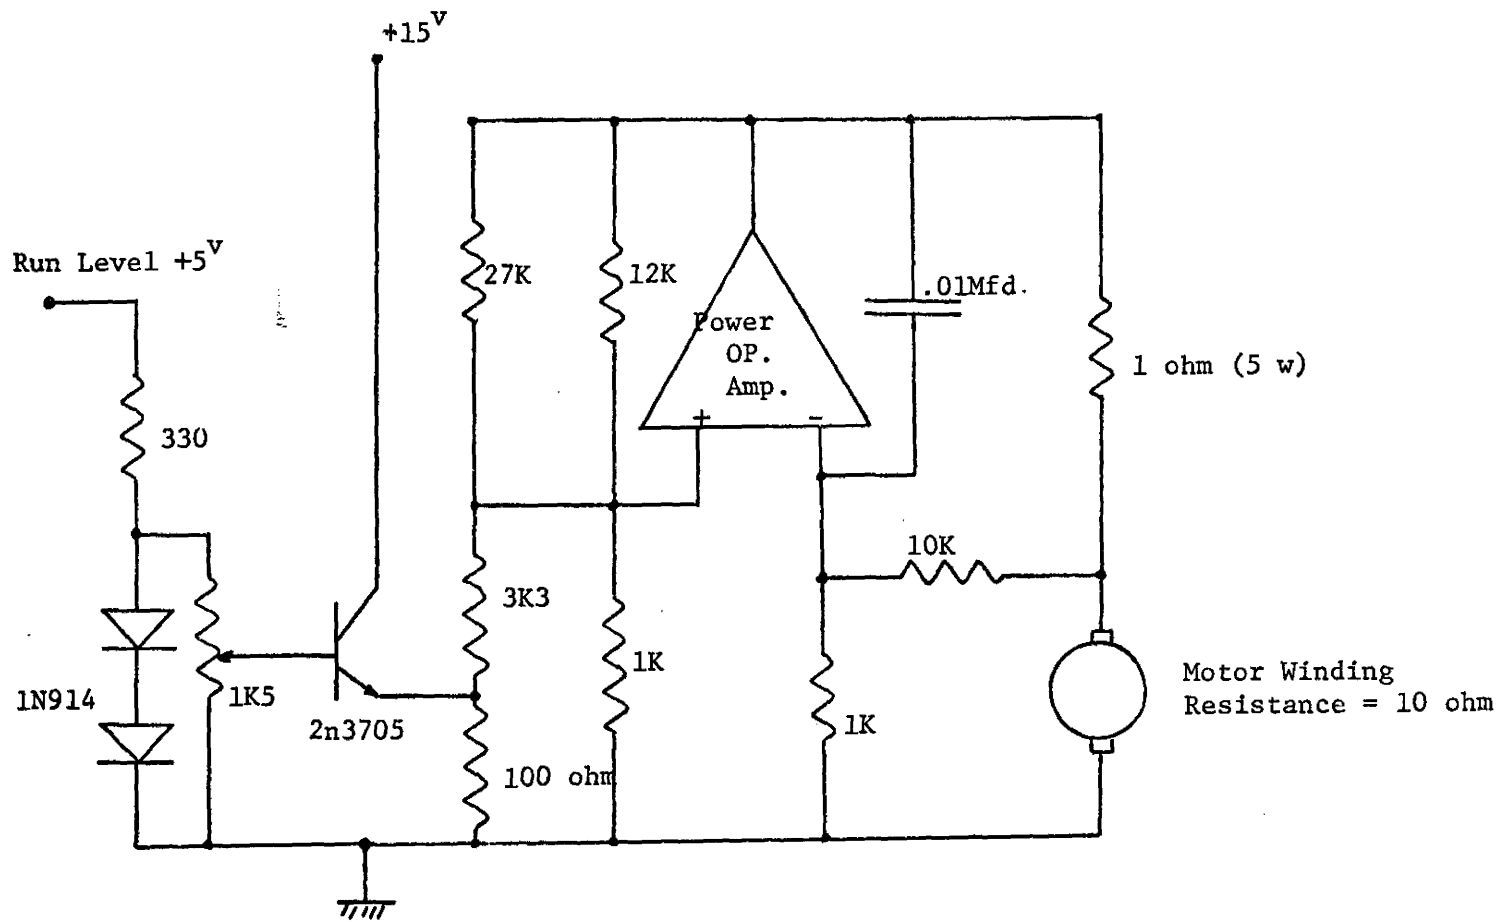 +15V
Run Level +5V
27K
12K
.01Mfd.
Power
OP.
Amp.
+ -
1 ohm (5 w)
330
10K
3K3
1K
1N914
1K5
2n3705
1K
Motor Winding
Resistance = 10 ohm
100 ohm